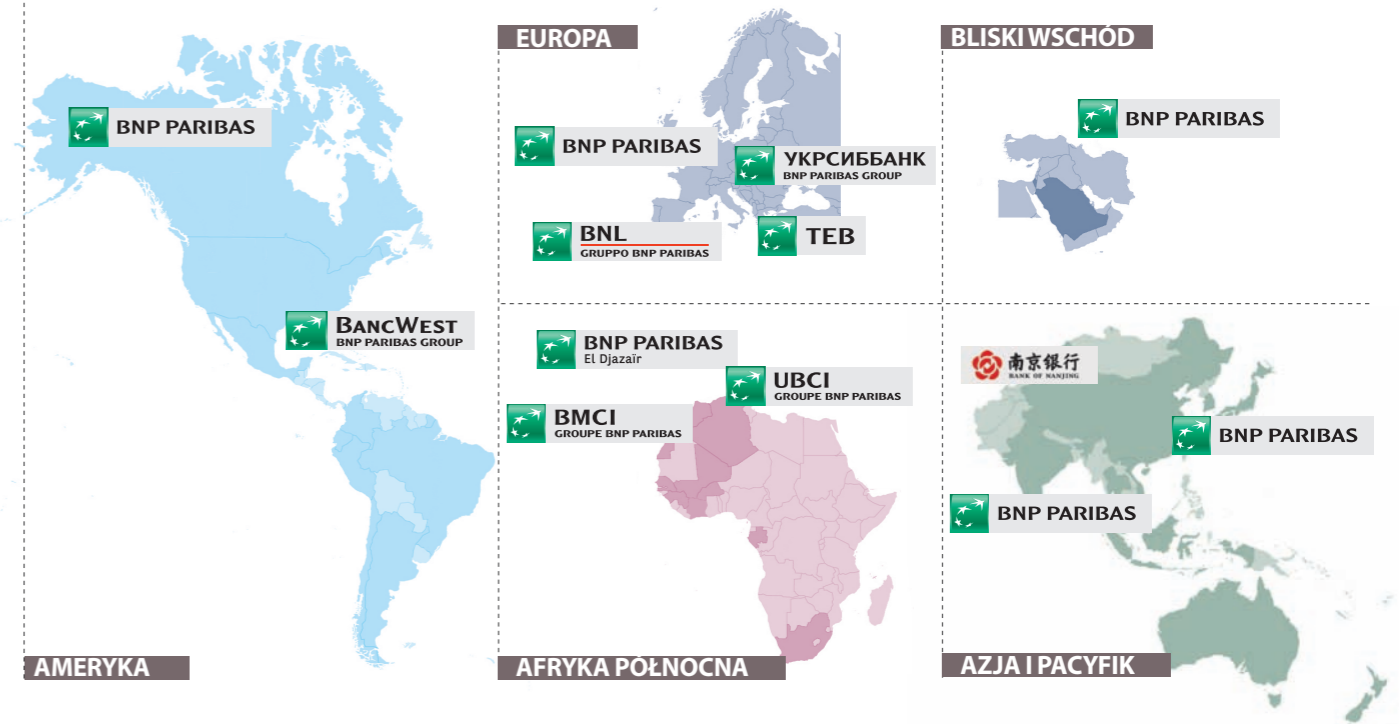 EUROPA
BLISKI WSCHÓD
BNP PARIBAS
BNP PARIBAS
BNP PARIBAS
УКРСИББАНК
BNP PARIBAS GROUP
BNL
GRUPPO BNP PARIBAS
TEB
BANCWEST
BNP PARIBAS GROUP
BNP PARIBAS
El Djazaïr
UBCI
GROUPE BNP PARIBAS
BMCI
GROUPE BNP PARIBAS
南京银行
BANK OF NANJING
BNP PARIBAS
BNP PARIBAS
AMERYKA
AFRYKA PÓŁNOCNA
AZJA I PACYFIK